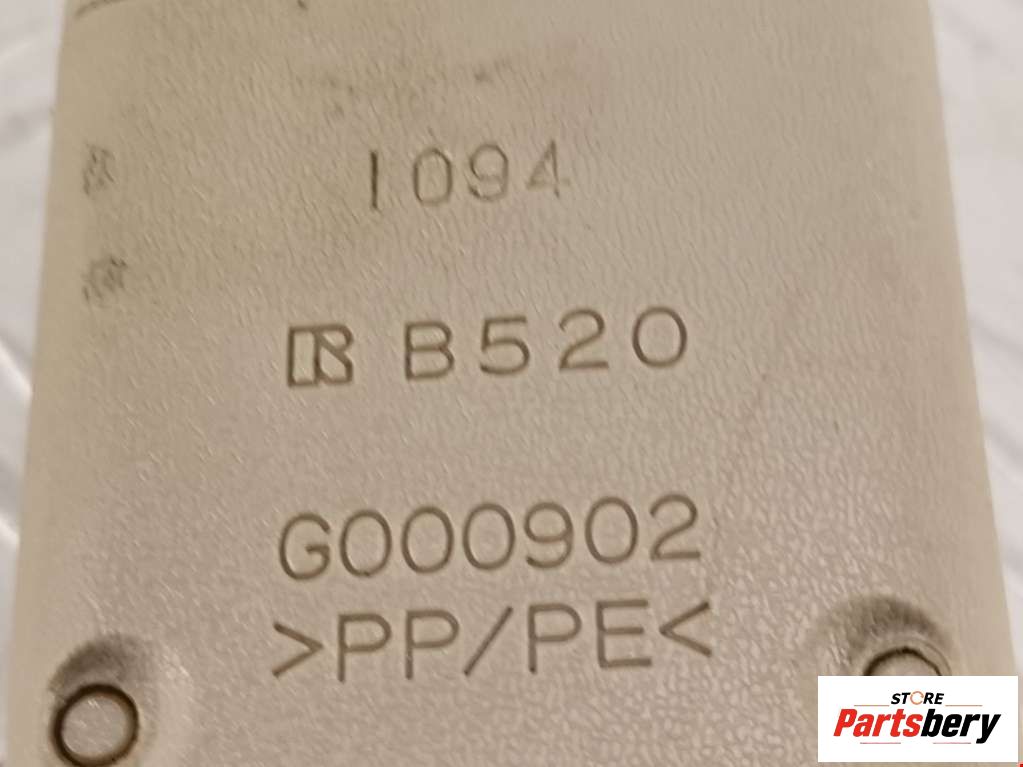 1094
B520
G000902
>PP/PE<
STORE
Partsbery